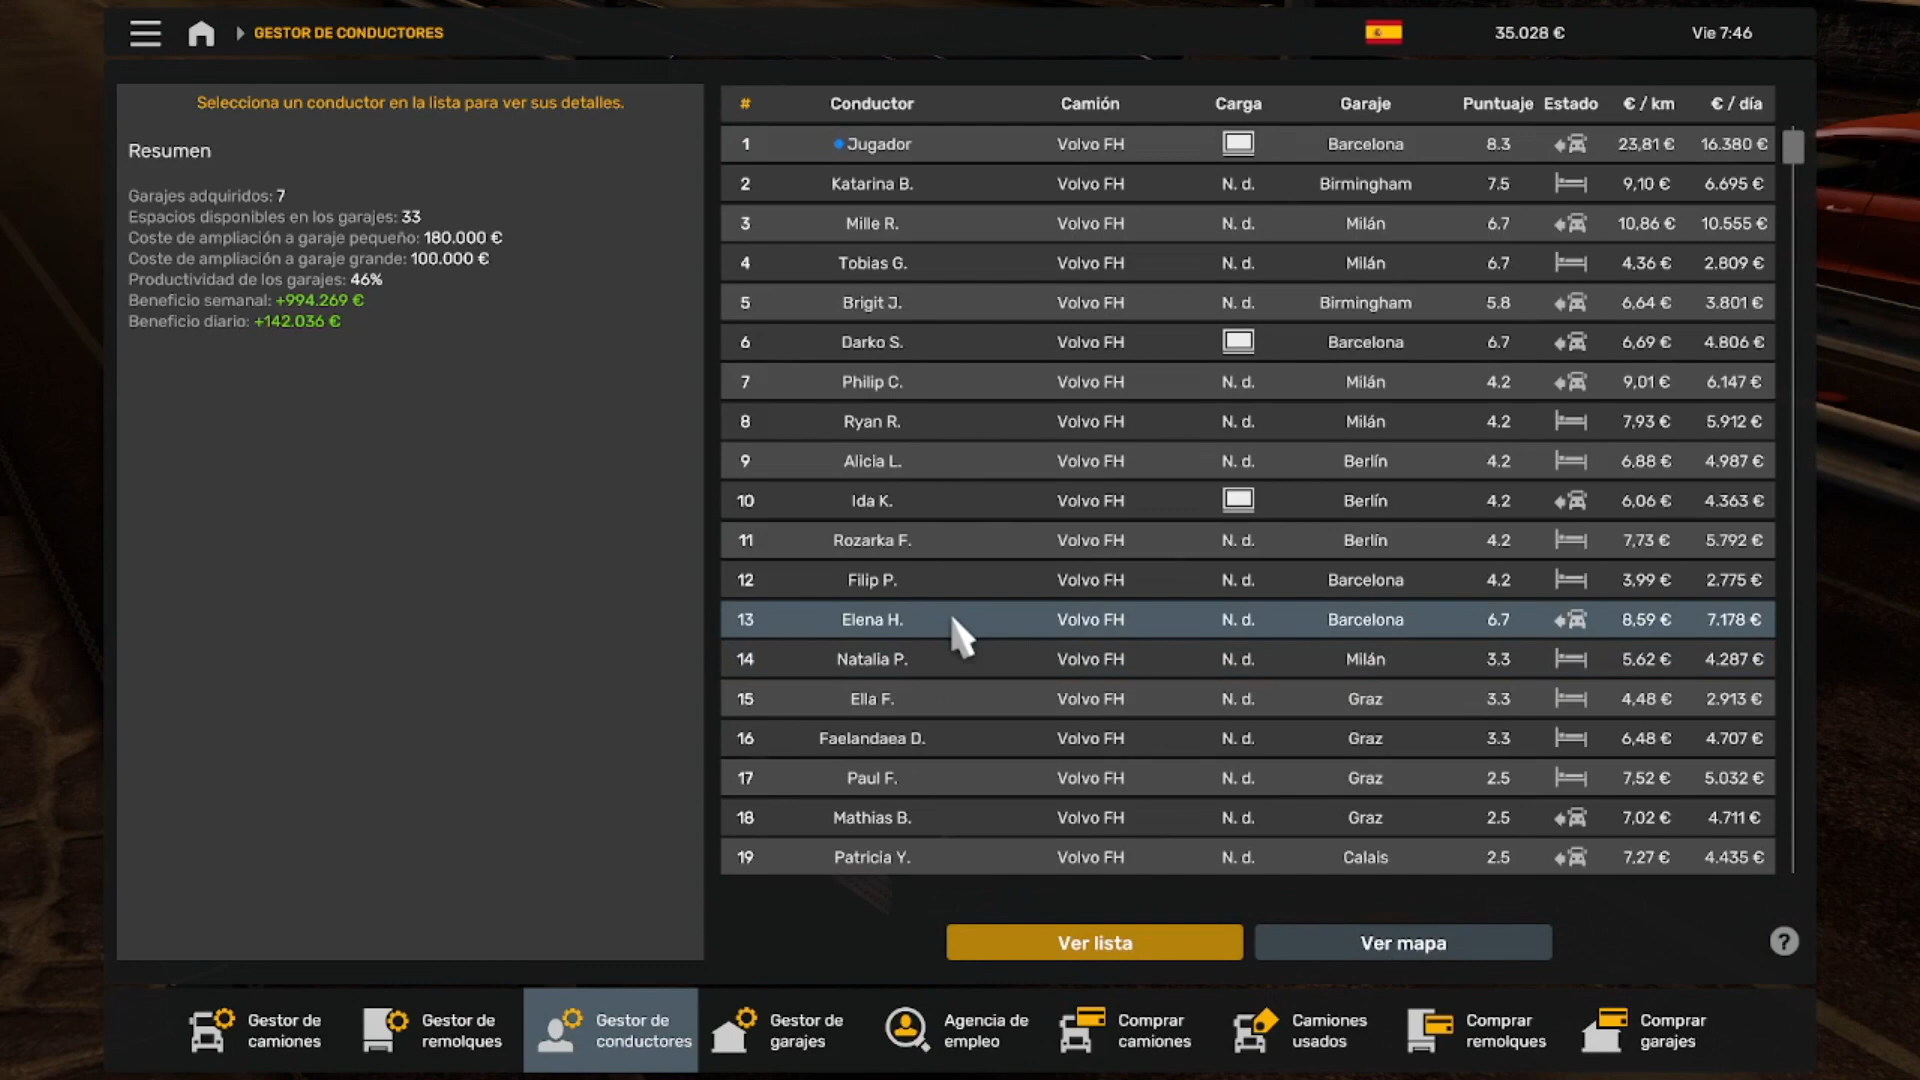 GESTOR DE CONDUCTORES
35.028 €
Vie 7:46
Selecciona un conductor en la lista para ver sus detalles.
Resumen
Garajes adquiridos: 7
Espacios disponibles en los garajes: 33
Coste de ampliación a garaje pequeño: 180.000 €
Coste de ampliación a garaje grande: 100.000 €
Productividad de los garajes: 46%
Beneficio semanal: +994.269 €
Beneficio diario: +142.036 €
# Conductor Camión Carga Garaje Puntuaje Estado € / km € / día
1 Jugador Volvo FH Barcelona 8.3 23,81 € 16.380 €
2 Katarina B. Volvo FH N. d. Birmingham 7.5 9,10 € 6.695 €
3 Mille R. Volvo FH N. d. Milán 6.7 10,86 € 10.555 €
4 Tobias G. Volvo FH N. d. Milán 6.7 4,36 € 2.809 €
5 Brigit J. Volvo FH N. d. Birmingham 5.8 6,64 € 3.801 €
6 Darko S. Volvo FH Barcelona 6.7 6,69 € 4.806 €
7 Philip C. Volvo FH N. d. Milán 4.2 9,01 € 6.147 €
8 Ryan R. Volvo FH N. d. Milán 4.2 7,93 € 5.912 €
9 Alicia L. Volvo FH N. d. Berlín 4.2 6,88 € 4.987 €
10 Ida K. Volvo FH Berlín 4.2 6,06 € 4.363 €
11 Rozarka F. Volvo FH N. d. Berlín 4.2 7,73 € 5.792 €
12 Filip P. Volvo FH N. d. Barcelona 4.2 3,99 € 2.775 €
13 Elena H. Volvo FH N. d. Barcelona 6.7 8,59 € 7.178 €
14 Natalia P. Volvo FH N. d. Milán 3.3 5,62 € 4.287 €
15 Ella F. Volvo FH N. d. Graz 3.3 4,48 € 2.913 €
16 Faelandaea D. Volvo FH N. d. Graz 3.3 6,48 € 4.707 €
17 Paul F. Volvo FH N. d. Graz 2.5 7,52 € 5.032 €
18 Mathias B. Volvo FH N. d. Graz 2.5 7,02 € 4.711 €
19 Patricia Y. Volvo FH N. d. Calais 2.5 7,27 € 4.435 €
Ver lista
Ver mapa
?
Gestor de
camiones
Gestor de
remolques
Gestor de
conductores
Gestor de
garajes
Agencia de
empleo
Comprar
camiones
Camiones
usados
Comprar
remolques
Comprar
garajes